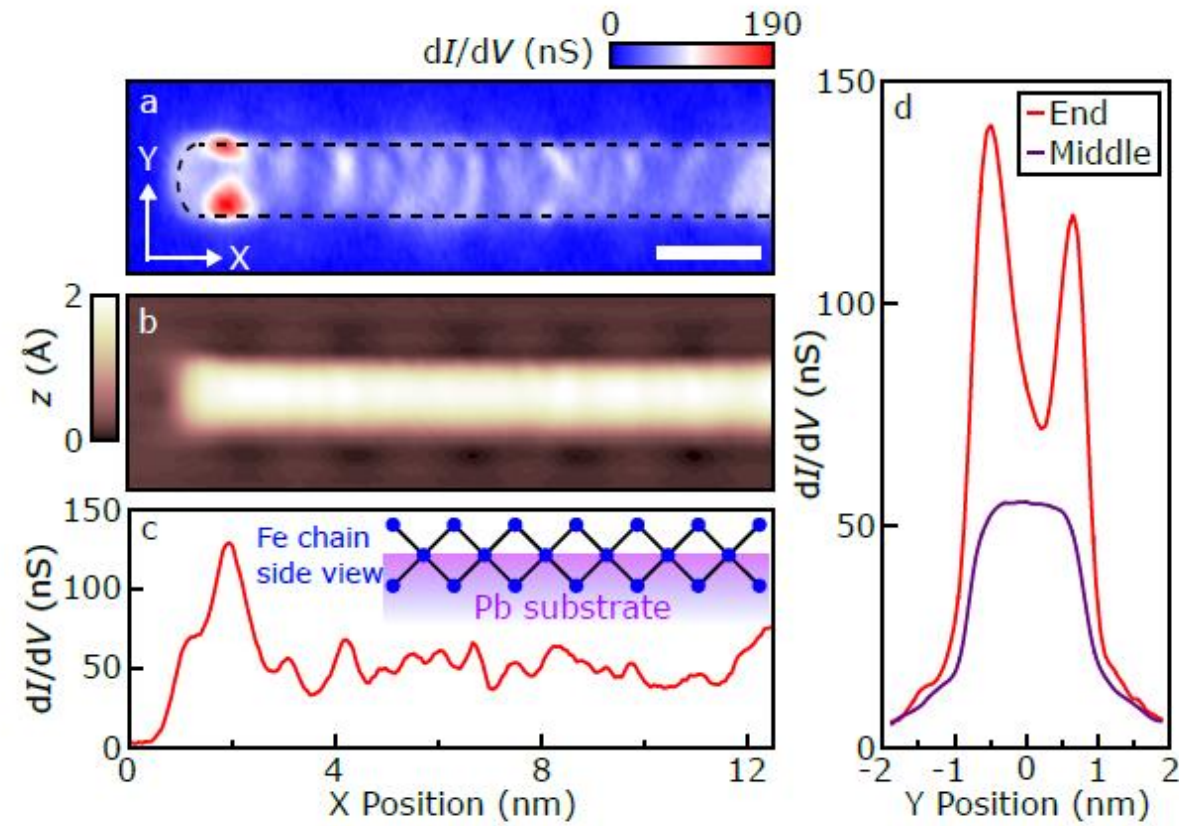 0 190
dI/dV (nS)
a
Y
X
2
z (Å)
0
b
150
100
50
0
dI/dV (nS)
c
Fe chain
side view
Pb substrate
0 4 8 12
X Position (nm)
150
100
50
0
dI/dV (nS)
d
End
Middle
-2 -1 0 1 2
Y Position (nm)